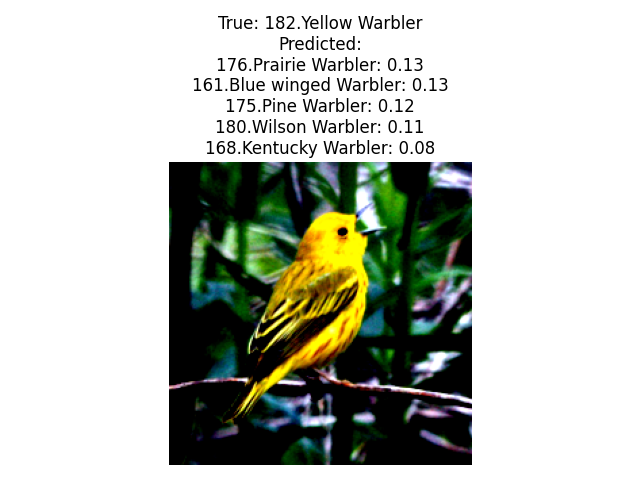 True: 182.Yellow Warbler
Predicted:
176.Prairie Warbler: 0.13
161.Blue winged Warbler: 0.13
175.Pine Warbler: 0.12
180.Wilson Warbler: 0.11
168.Kentucky Warbler: 0.08